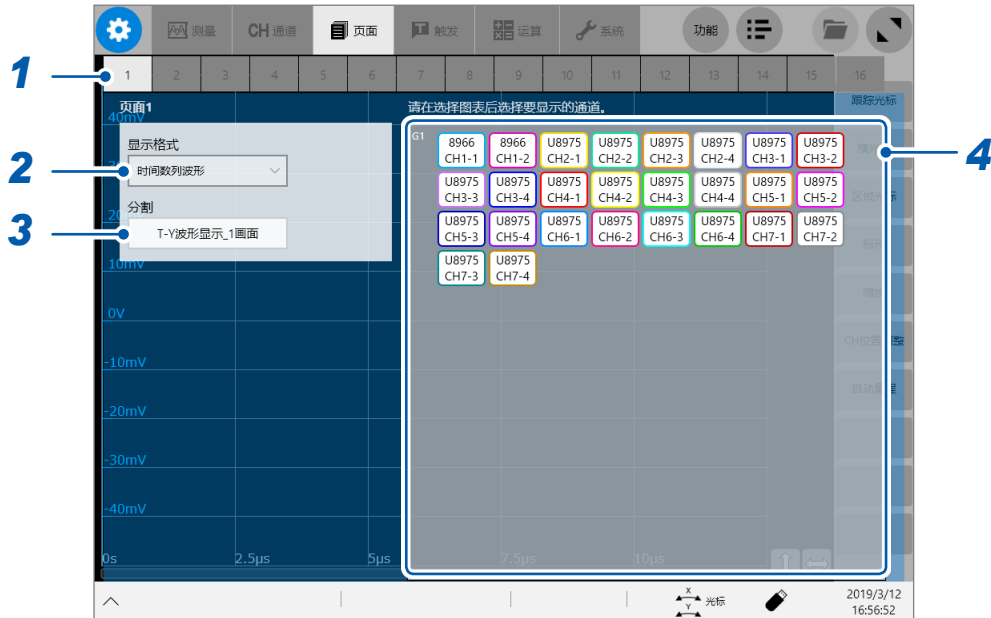 测量 CH 通道 页面 触发 运算 系统 功能
1
1 2 3 4 5 6 7 8 9 10 11 12 13 14 15 16
页面1 请在选择图表后选择要显示的通道。 跟踪光标
40mV
显示格式
2
时间数列波形
分割
3
T-Y波形显示_1画面
4
G1
8966 8966 U8975 U8975 U8975 U8975 U8975 U8975
CH1-1 CH1-2 CH2-1 CH2-2 CH2-3 CH2-4 CH3-1 CH3-2
U8975 U8975 U8975 U8975 U8975 U8975 U8975 U8975
CH3-3 CH3-4 CH4-1 CH4-2 CH4-3 CH4-4 CH5-1 CH5-2
U8975 U8975 U8975 U8975 U8975 U8975 U8975 U8975
CH5-3 CH5-4 CH6-1 CH6-2 CH6-3 CH6-4 CH7-1 CH7-2
U8975 U8975
CH7-3 CH7-4
10mV
0V
-10mV
-20mV
-30mV
-40mV
0s 2.5µs 5µs 7.5µs 10µs
区域光标
缩放
CH位置调整
自动量程
X
Y
光标
2019/3/12
16:56:52